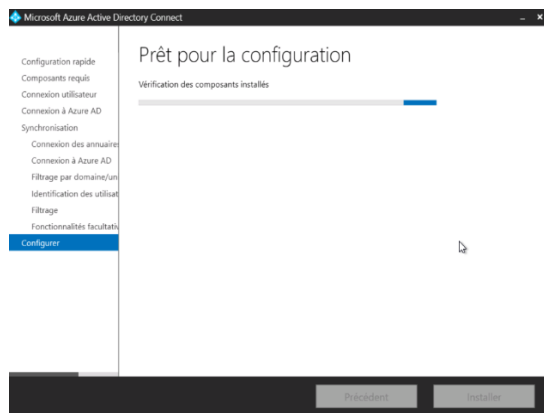 Microsoft Azure Active Directory Connect
Prêt pour la configuration
Vérification des composants installés
Configuration rapide
Composants requis
Connexion utilisateur
Connexion à Azure AD
Synchronisation
Connexion des annuaires
Connexion à Azure AD
Filtrage par domaine/un
Identification des utilisat
Filtrage
Fonctionnalités facultativ
Configurer
Précédent
Installer